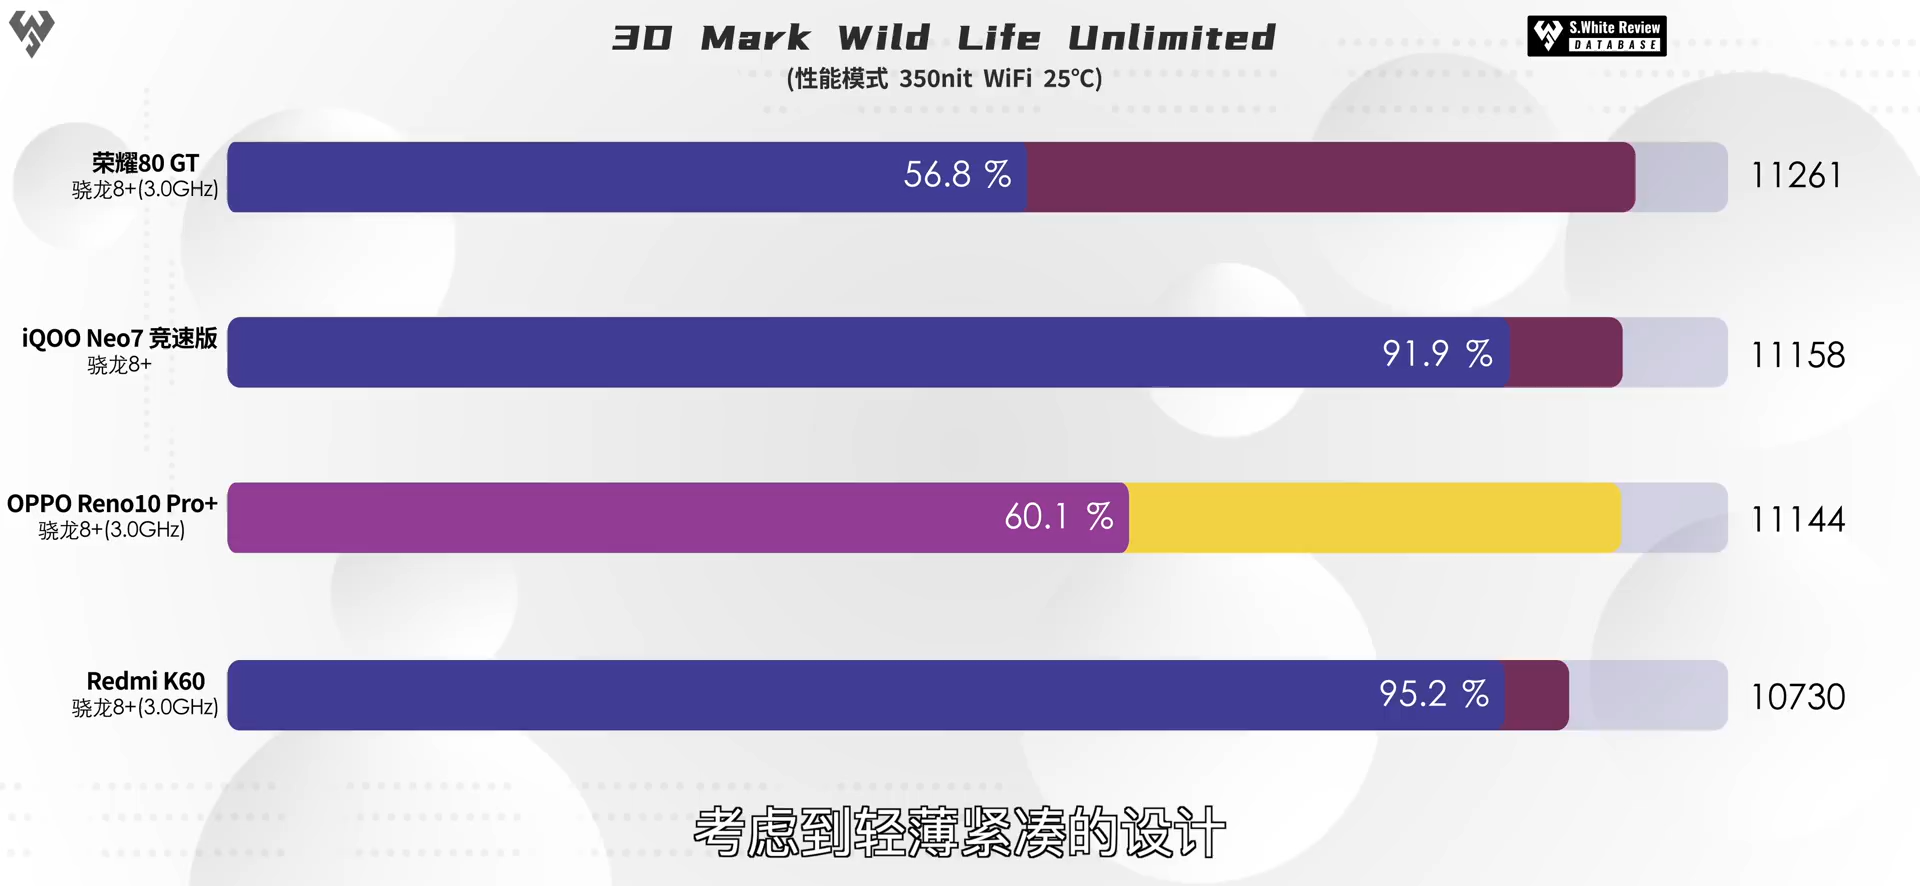 3D Mark Wild Life Unlimited
(性能模式 350nit WiFi 25℃)
S.White Review
DATABASE
荣耀80 GT
骁龙8+(3.0GHz)
56.8 %
11261
iQOO Neo7 竞速版
骁龙8+
91.9 %
11158
OPPO Reno10 Pro+
骁龙8+(3.0GHz)
60.1 %
11144
Redmi K60
骁龙8+(3.0GHz)
95.2 %
10730
考虑到轻薄紧凑的设计